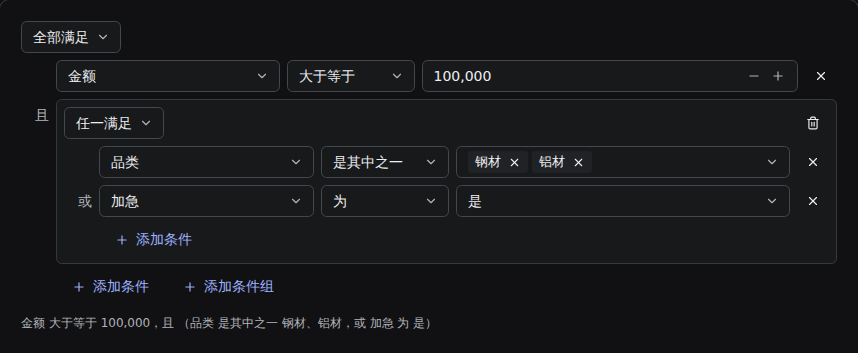 全部满足
金额 大于等于 100,000
且
任一满足
品类 是其中之一 钢材 铝材
或 加急 为 是
添加条件
添加条件 添加条件组
金额 大于等于 100,000，且 （品类 是其中之一 钢材、铝材，或 加急 为 是）